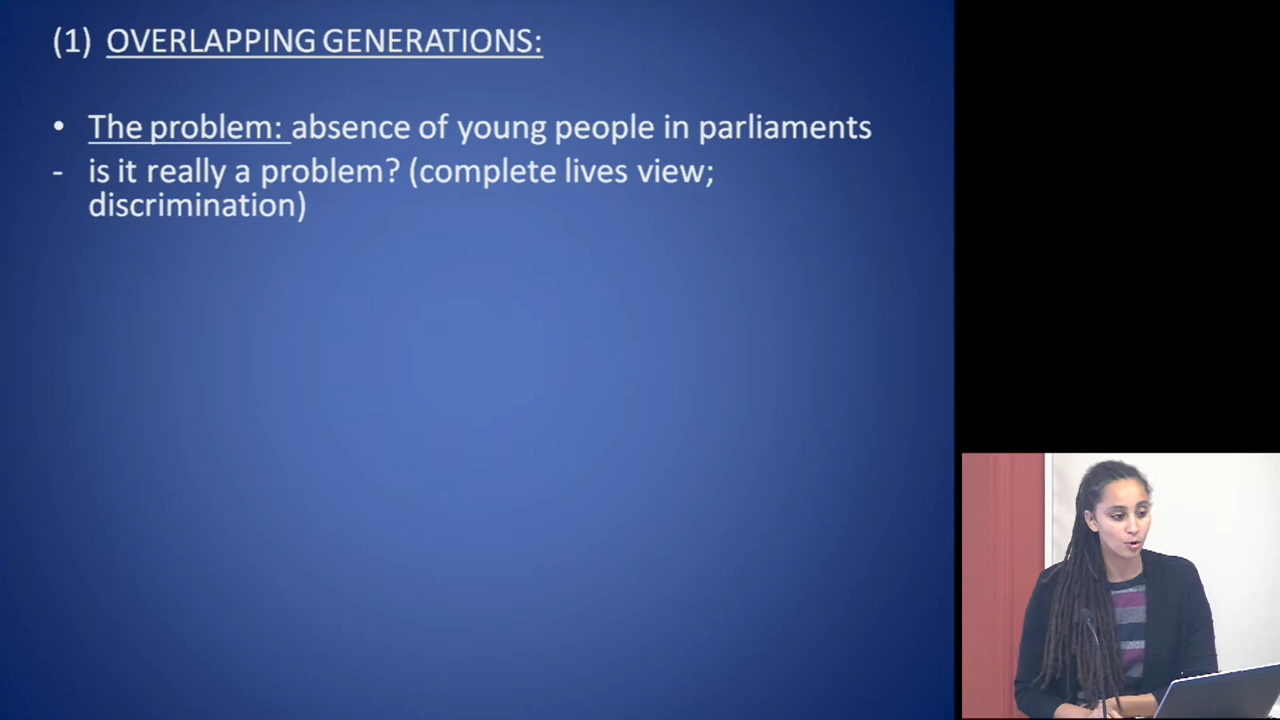 (1) OVERLAPPING GENERATIONS:
• The problem: absence of young people in parliaments
- is it really a problem? (complete lives view;
discrimination)